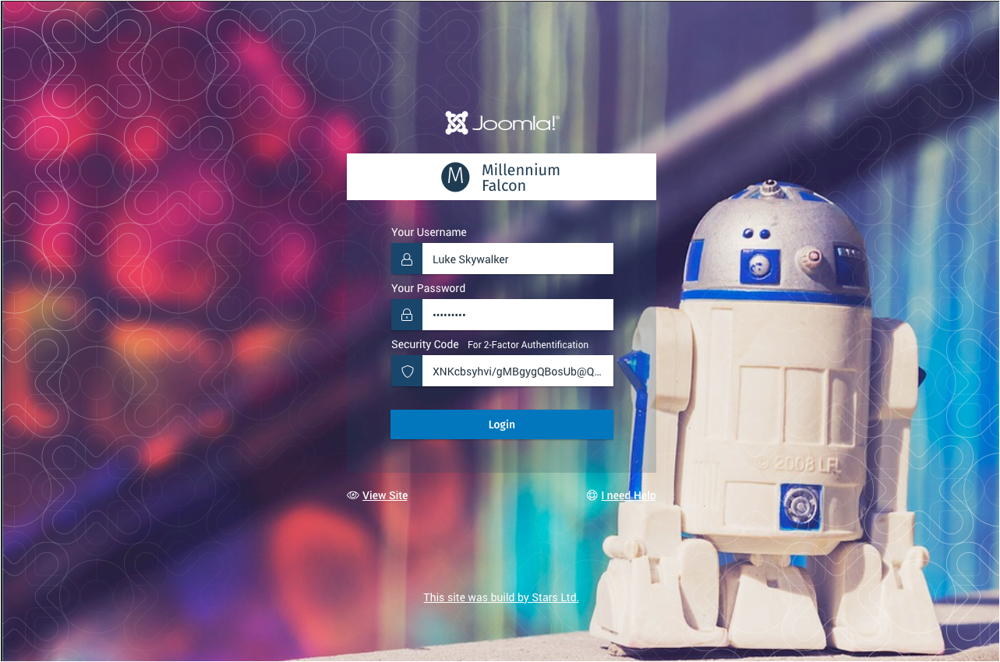 Joomla!®
M
Millennium
Falcon
Your Username
Luke Skywalker
Your Password
•••••••••
Security Code For 2-Factor Authentification
XNKcbsyhvi/gMBgygQBosUb@Q...
Login
© 2008 LFL
View Site
I need Help
This site was build by Stars Ltd.